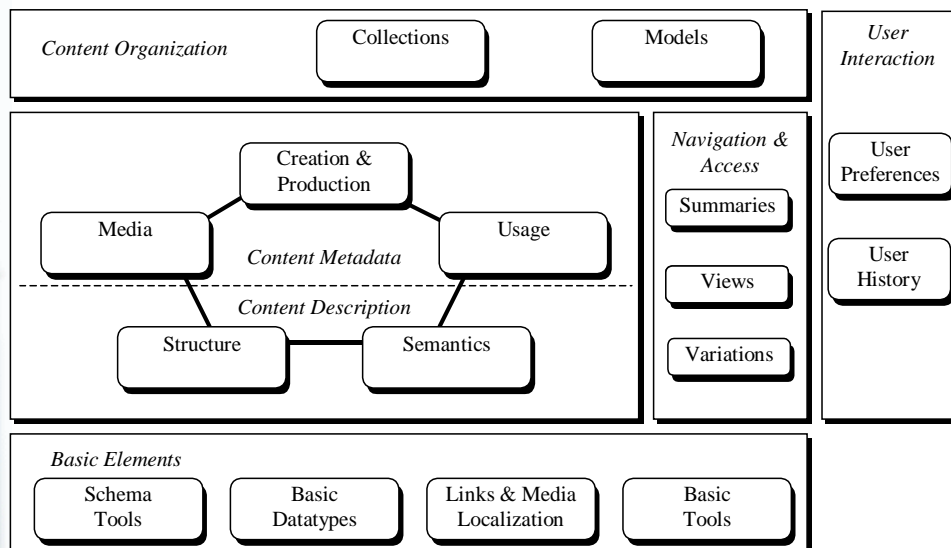 Content Organization
Collections
Models
User
Interaction
User
Preferences
User
History
Creation &
Production
Media
Usage
Content Metadata
Content Description
Structure
Semantics
Navigation &
Access
Summaries
Views
Variations
Basic Elements
Schema
Tools
Basic
Datatypes
Links & Media
Localization
Basic
Tools